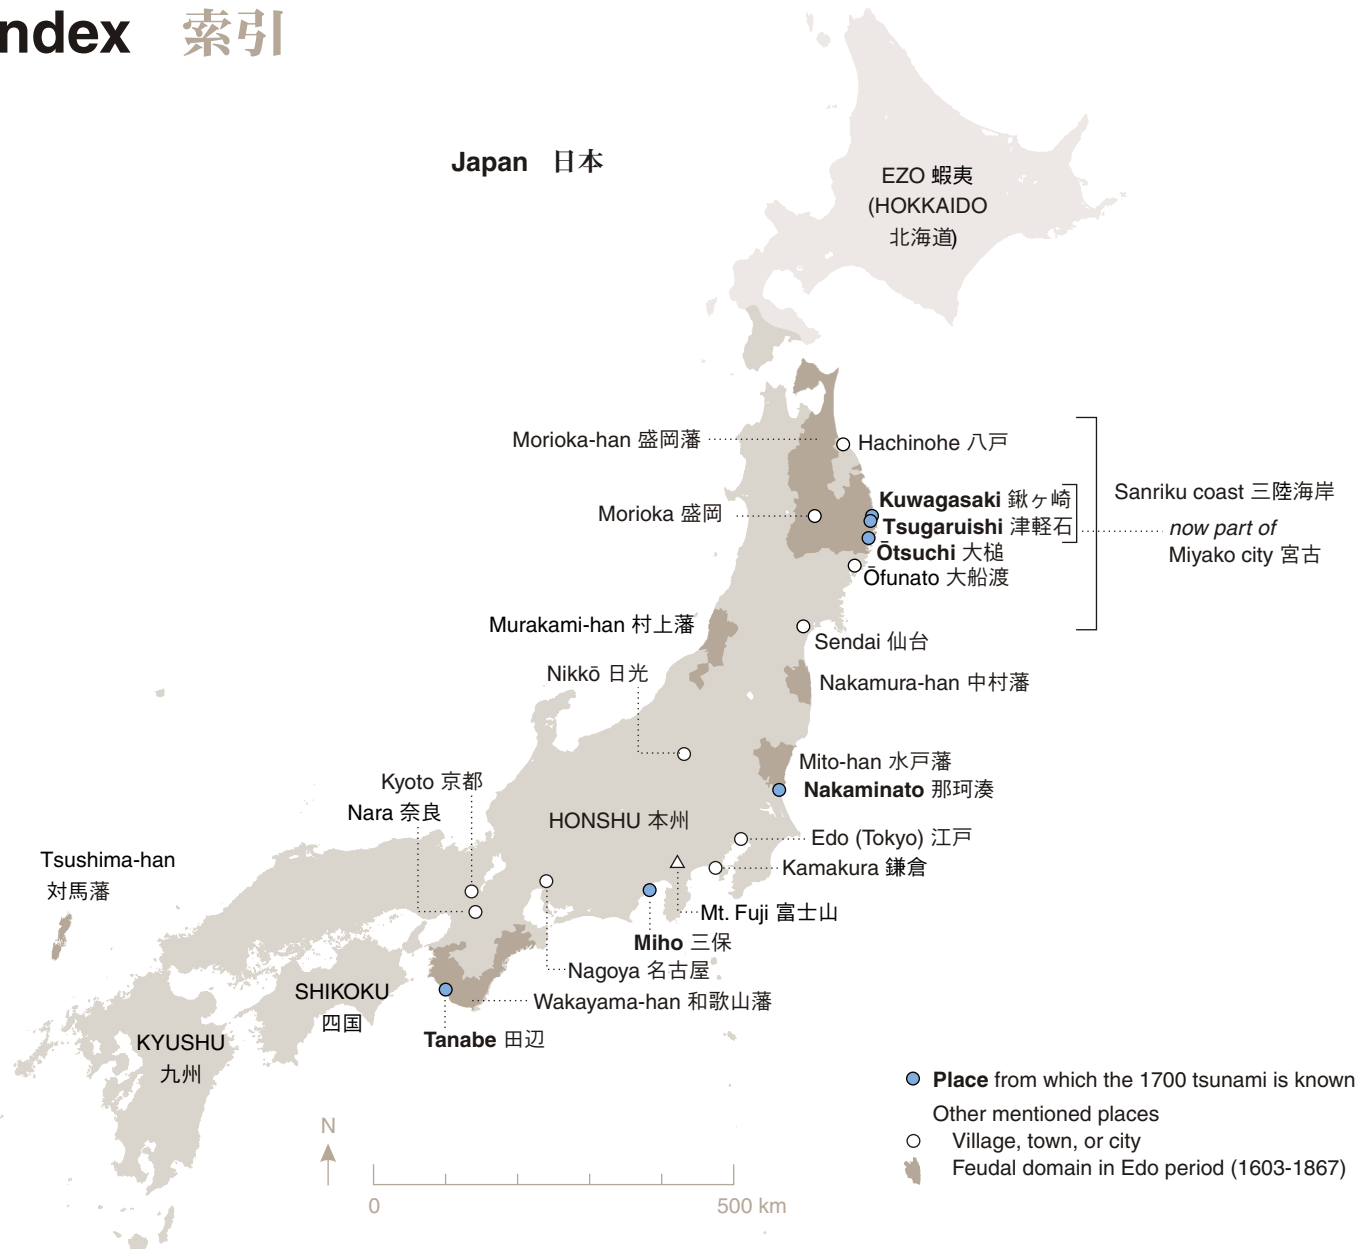 ndex 索引
Japan 日本
EZO 蝦夷
(HOKKAIDO
北海道)
Morioka-han 盛岡藩
Hachinohe 八戸
Kuwagasaki 鍬ヶ崎
Sanriku coast 三陸海岸
Morioka 盛岡
Tsugaruishi 津軽石
now part of
Miyako city 宮古
Ōtsuchi 大槌
Ōfunato 大船渡
Murakami-han 村上藩
Sendai 仙台
Nikkō 日光
Nakamura-han 中村藩
Mito-han 水戸藩
Kyoto 京都
Nakaminato 那珂湊
Nara 奈良
HONSHU 本州
Edo (Tokyo) 江戸
Tsushima-han
対馬藩
Kamakura 鎌倉
Mt. Fuji 富士山
Miho 三保
Nagoya 名古屋
SHIKOKU
四国
Wakayama-han 和歌山藩
Tanabe 田辺
KYUSHU
九州
Place from which the 1700 tsunami is known
Other mentioned places
Village, town, or city
Feudal domain in Edo period (1603-1867)
N
0 500 km